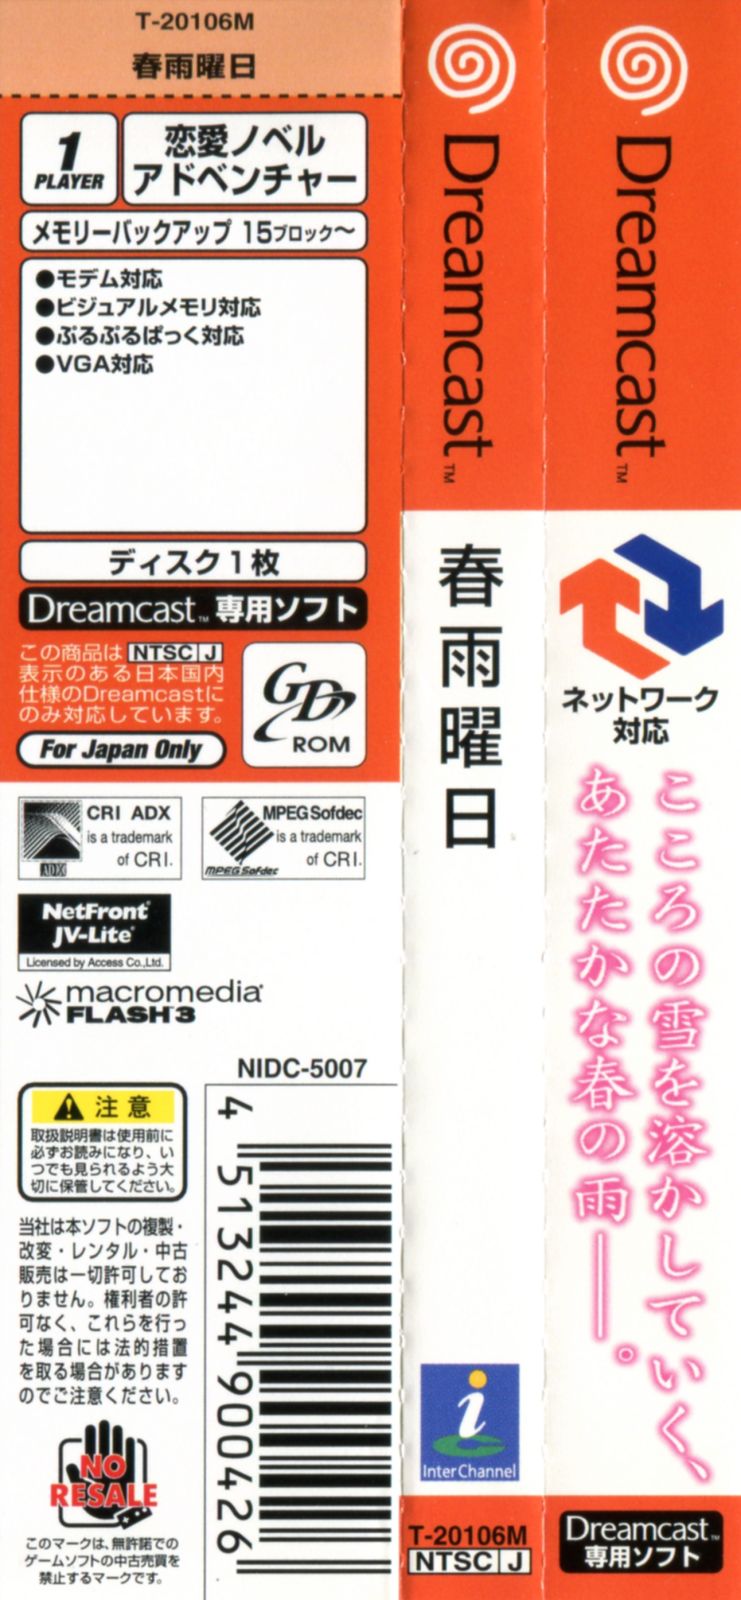 T-20106M
春雨曜日
1
PLAYER
恋愛ノベル
アドベンチャー
メモリーバックアップ 15ブロック〜
●モデム対応
●ビジュアルメモリ対応
●ぷるぷるぱっく対応
●VGA対応
ディスク1枚
Dreamcast™ 専用ソフト
この商品は NTSC J
表示のある日本国内
仕様のDreamcastに
のみ対応しています。
For Japan Only
GD
ROM
CRI ADX
is a trademark
of CRI.
ADX
MPEG Sofdec
is a trademark
of CRI.
MPEG Sofdec
NetFront®
JV-Lite®
Licensed by Access Co.,Ltd.
macromedia®
FLASH 3
NIDC-5007
注意
取扱説明書は使用前に
必ずお読みになり、い
つでも見られるよう大
切に保管してください。
当社は本ソフトの複製・
改変・レンタル・中古
販売は一切許可してお
りません。権利者の許
可なく、これらを行っ
た場合には法的措置
を取る場合があります
のでご注意ください。
NO
RESALE
このマークは、無許諾での
ゲームソフトの中古売買を
禁止するマークです。
4 513244 900426
Dreamcast™
春雨曜日
i
Inter Channel
T-20106M
NTSC J
Dreamcast™
ネットワーク
対応
こころの雪を溶かしていく、
あたたかな春の雨――。
Dreamcast™
専用ソフト